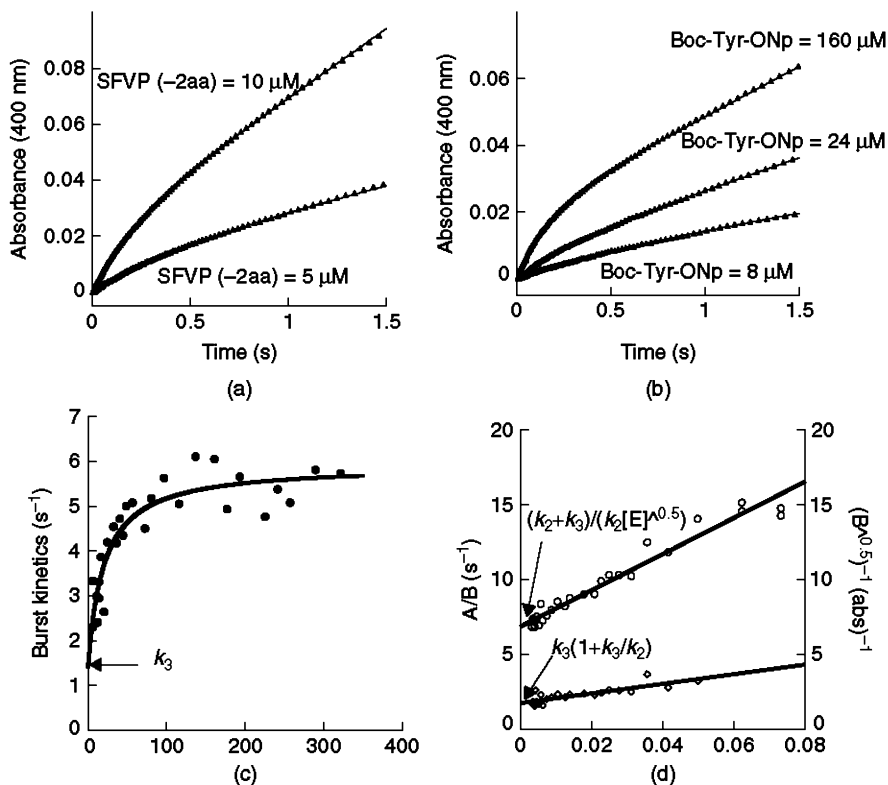 Absorbance (400 nm)
0.08
0.06
0.04
0.02
0
SFVP (−2aa) = 10 μM
SFVP (−2aa) = 5 μM
0
0.5
1
1.5
Time (s)
(a)
Absorbance (400 nm)
0.06
0.04
0.02
0
Boc-Tyr-ONp = 160 μM
Boc-Tyr-ONp = 24 μM
Boc-Tyr-ONp = 8 μM
0
0.5
1
1.5
Time (s)
(b)
Burst kinetics (s⁻¹)
7
6
5
4
3
2
1
0
k₃
0
100
200
300
400
(c)
A/B (s⁻¹)
20
15
10
5
0
(k₂+k₃)/(k₂[E]^⁰·⁵)
k₃(1+k₃/k₂)
20
15
10
5
0
(B^⁰·⁵)⁻¹ (abs)⁻¹
0
0.02
0.04
0.06
0.08
(d)